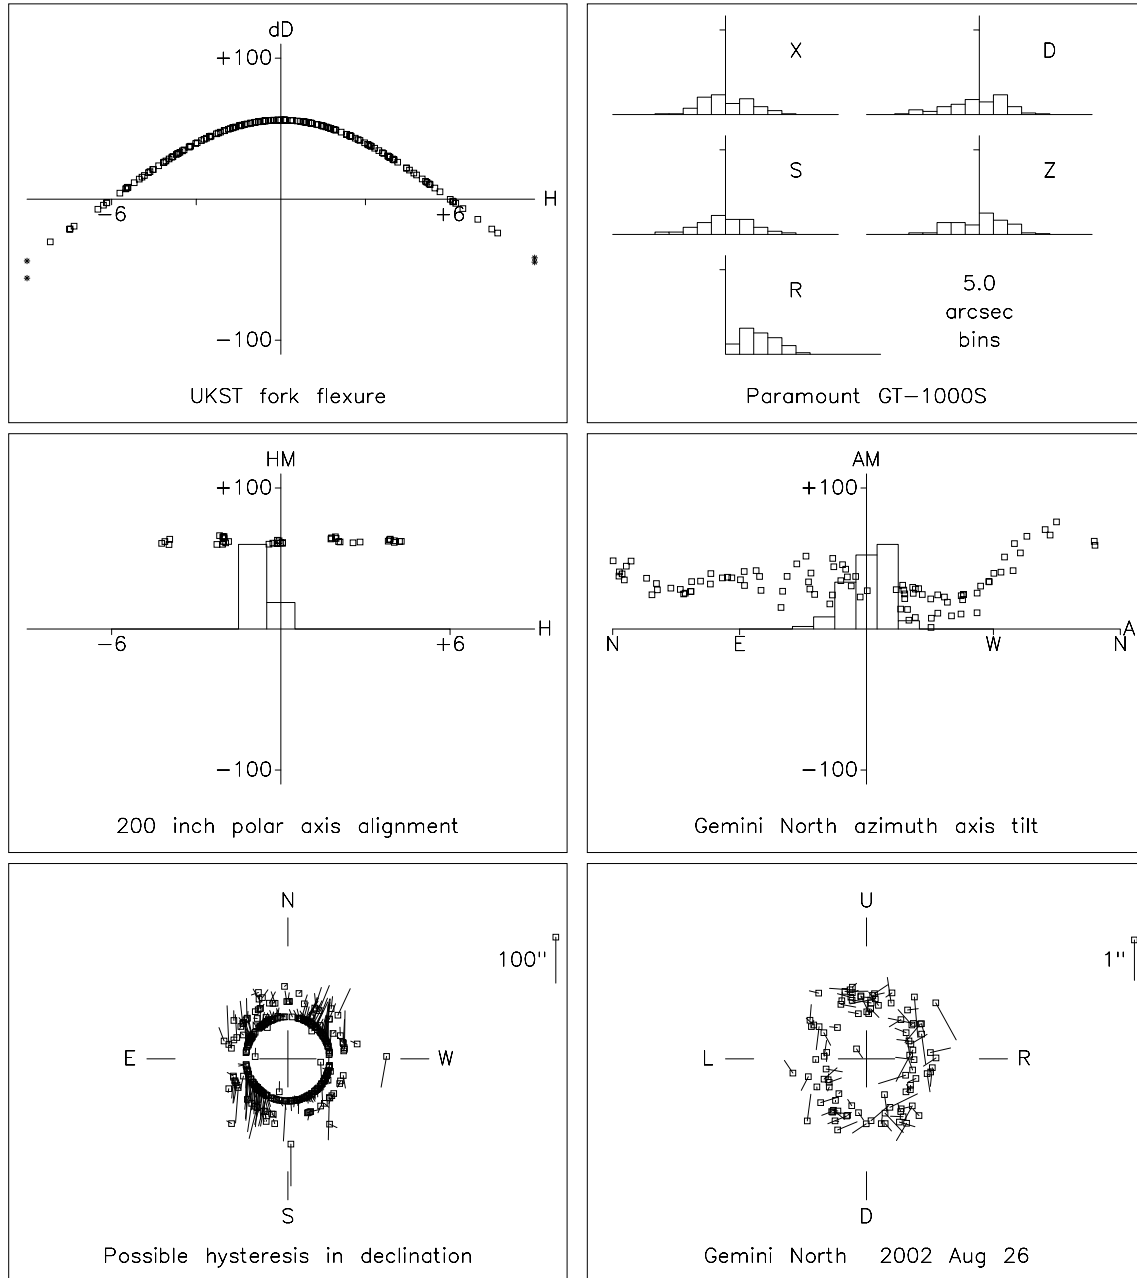 dD
+100
H
-6
+6
-100
UKST fork flexure
X
D
S
Z
R
5.0
arcsec
bins
Paramount GT-1000S
HM
+100
H
-6
+6
-100
200 inch polar axis alignment
AM
+100
A
N
E
W
N
-100
Gemini North azimuth axis tilt
N
100"
E
W
S
Possible hysteresis in declination
U
1"
L
R
D
Gemini North 2002 Aug 26